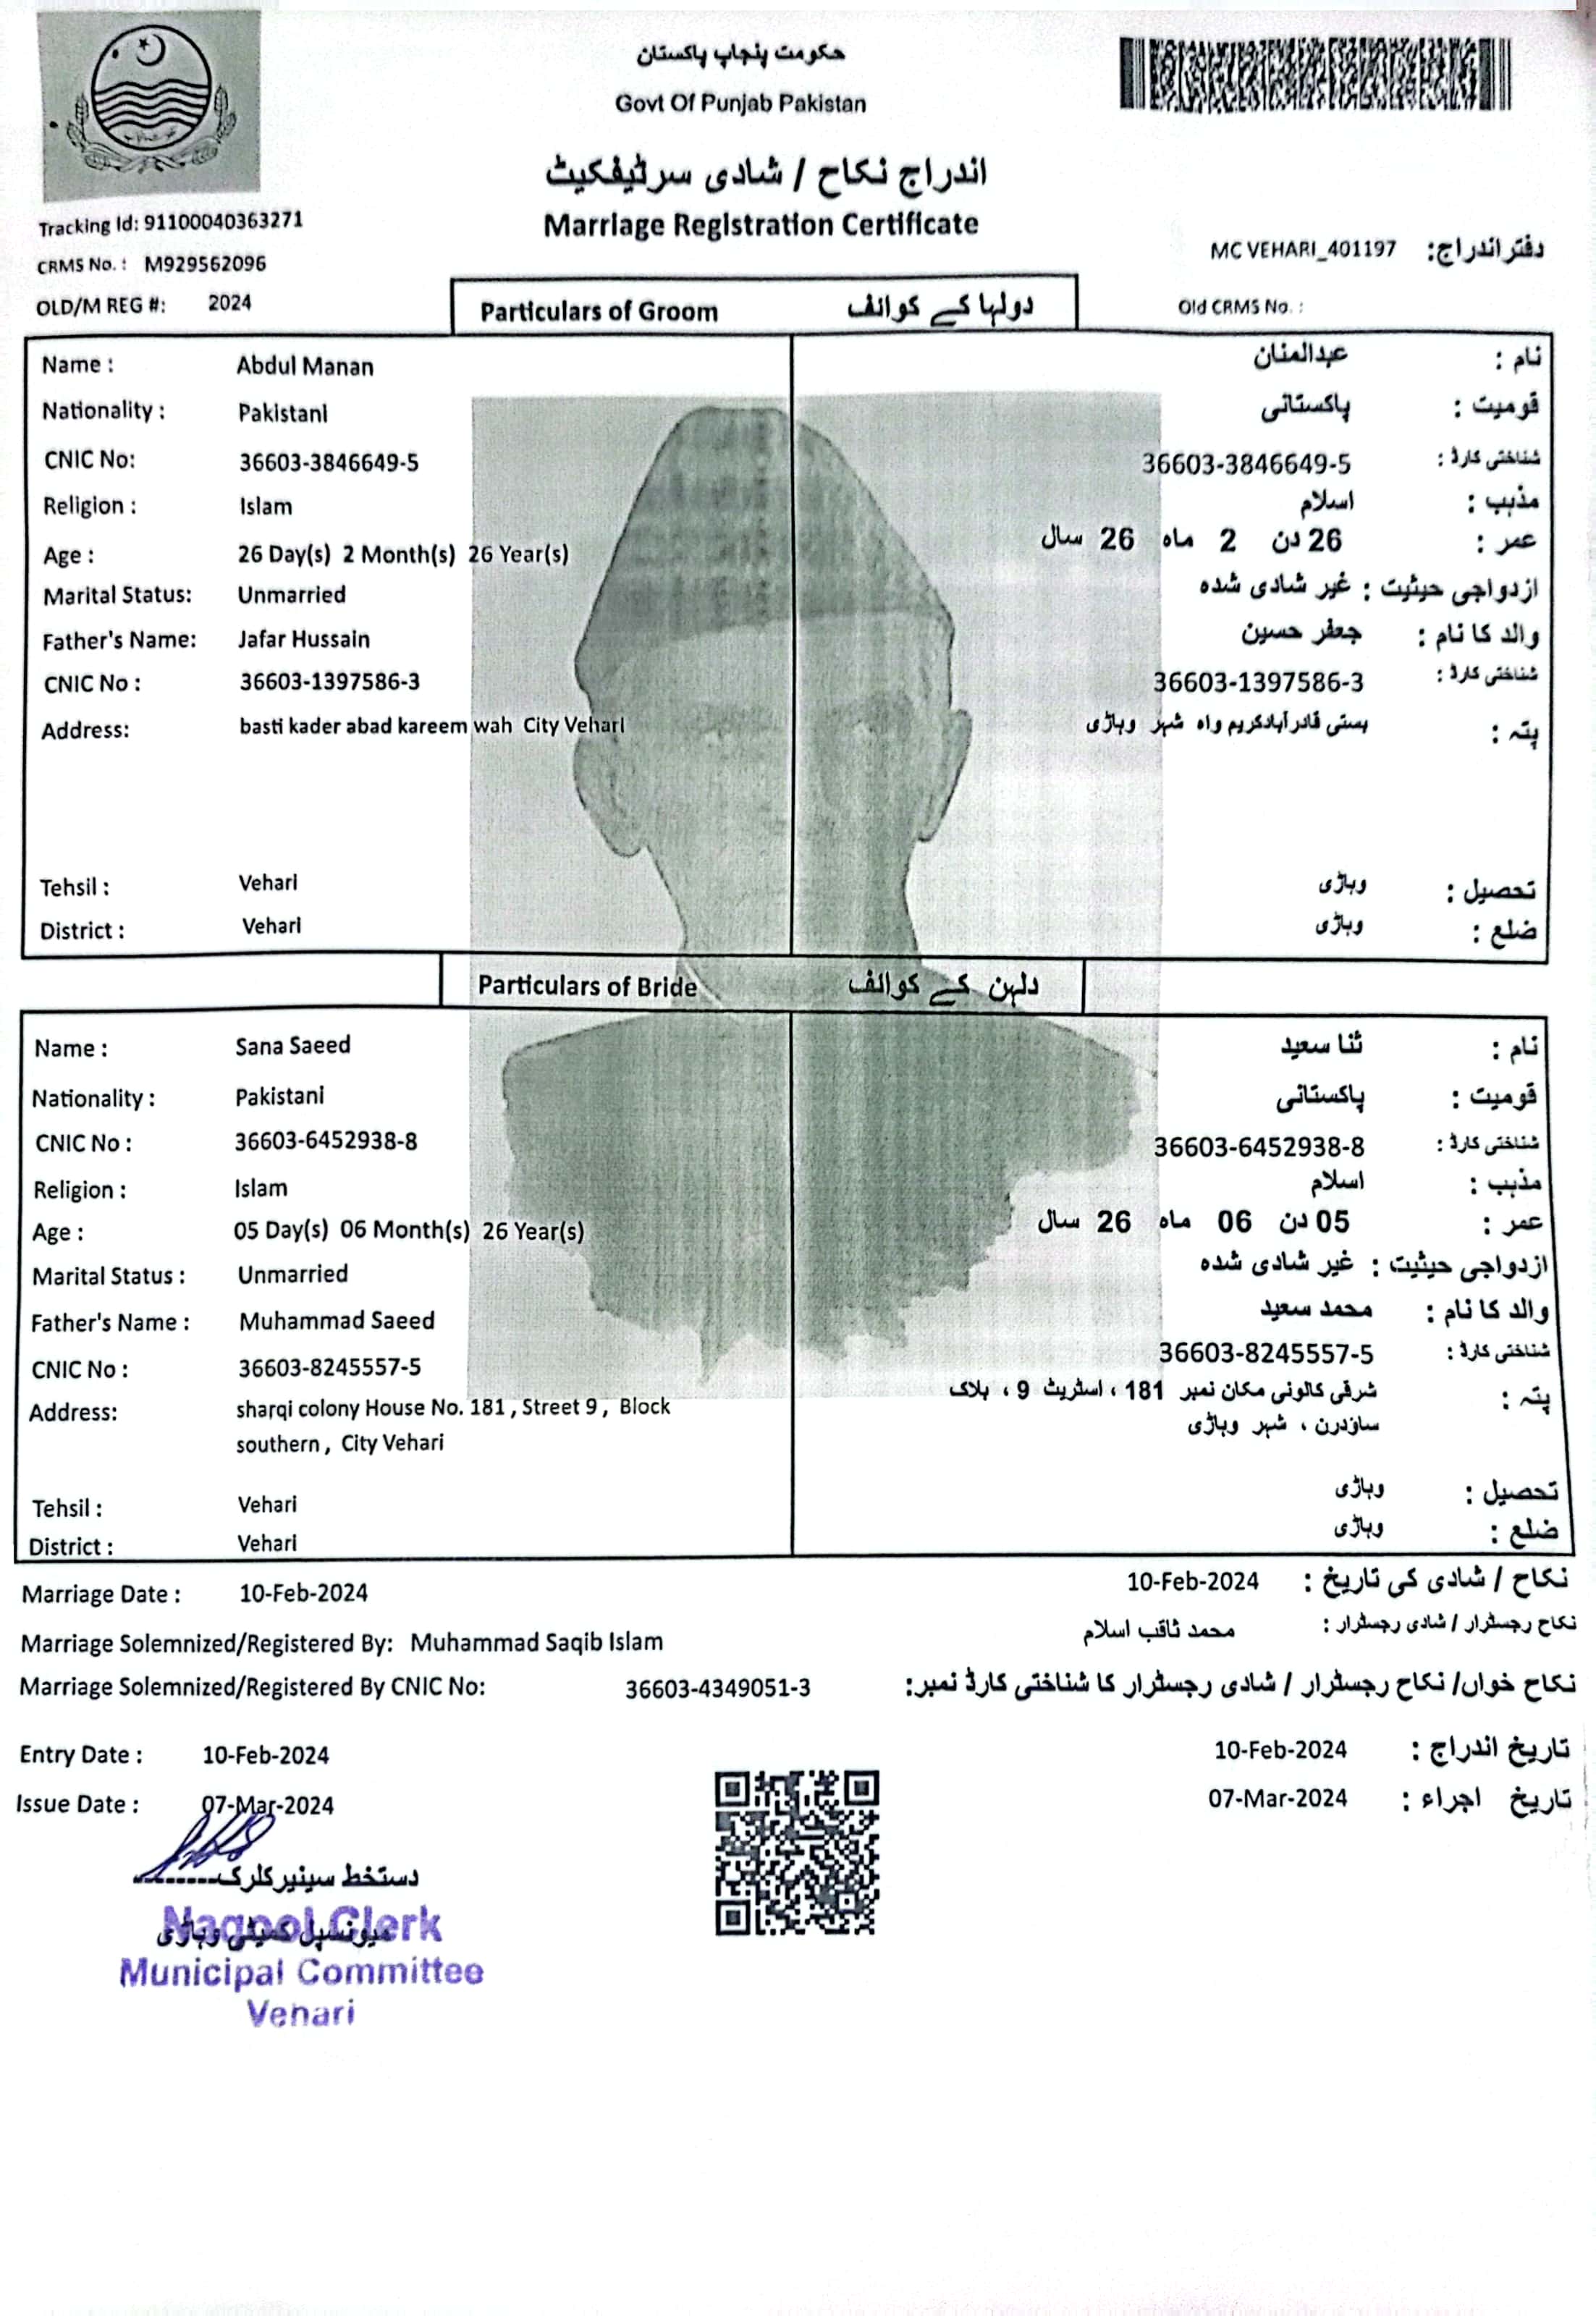 حکومت پنجاب پاکستان
Govt Of Punjab Pakistan
اندراج نکاح / شادی سرٹیفکیٹ
Marriage Registration Certificate
Tracking Id: 91100040363271
CRMS No. : M929562096
MC VEHARI_401197 دفتر اندراج:
OLD/M REG #: 2024
Old CRMS No. :
Particulars of Groom دولہا کے کوائف
Name : Abdul Manan نام : عبدالمنان
Nationality : Pakistani قومیت : پاکستانی
CNIC No: 36603-3846649-5 شناختی کارڈ : 36603-3846649-5
Religion : Islam مذہب : اسلام
Age : 26 Day(s) 2 Month(s) 26 Year(s) عمر : 26 دن 2 ماہ 26 سال
Marital Status: Unmarried ازدواجی حیثیت : غیر شادی شدہ
Father's Name: Jafar Hussain والد کا نام : جعفر حسین
CNIC No : 36603-1397586-3 شناختی کارڈ : 36603-1397586-3
Address: basti kader abad kareem wah City Vehari پتہ : بستی قادرآبادکریم واہ شہر وہاڑی
Tehsil : Vehari تحصیل : وہاڑی
District : Vehari ضلع : وہاڑی
Particulars of Bride دلہن کے کوائف
Name : Sana Saeed نام : ثنا سعید
Nationality : Pakistani قومیت : پاکستانی
CNIC No : 36603-6452938-8 شناختی کارڈ : 36603-6452938-8
Religion : Islam مذہب : اسلام
Age : 05 Day(s) 06 Month(s) 26 Year(s) عمر : 05 دن 06 ماہ 26 سال
Marital Status : Unmarried ازدواجی حیثیت : غیر شادی شدہ
Father's Name : Muhammad Saeed والد کا نام : محمد سعید
CNIC No : 36603-8245557-5 شناختی کارڈ : 36603-8245557-5
Address: sharqi colony House No. 181 , Street 9 , Block پتہ : شرقی کالونی مکان نمبر 181 ، اسٹریٹ 9 ، بلاک
southern , City Vehari ساؤدرن ، شہر وہاڑی
Tehsil : Vehari تحصیل : وہاڑی
District : Vehari ضلع : وہاڑی
Marriage Date : 10-Feb-2024 نکاح / شادی کی تاریخ : 10-Feb-2024
Marriage Solemnized/Registered By: Muhammad Saqib Islam نکاح رجسٹرار / شادی رجسٹرار : محمد ثاقب اسلام
Marriage Solemnized/Registered By CNIC No: 36603-4349051-3 نکاح خواں/ نکاح رجسٹرار / شادی رجسٹرار کا شناختی کارڈ نمبر:
Entry Date : 10-Feb-2024 تاریخ اندراج : 10-Feb-2024
Issue Date : 07-Mar-2024 تاریخ اجراء : 07-Mar-2024
دستخط سینیر کلرک
میونسپل کمیٹی وہاڑی
Clerk
Municipal Committee
Vehari